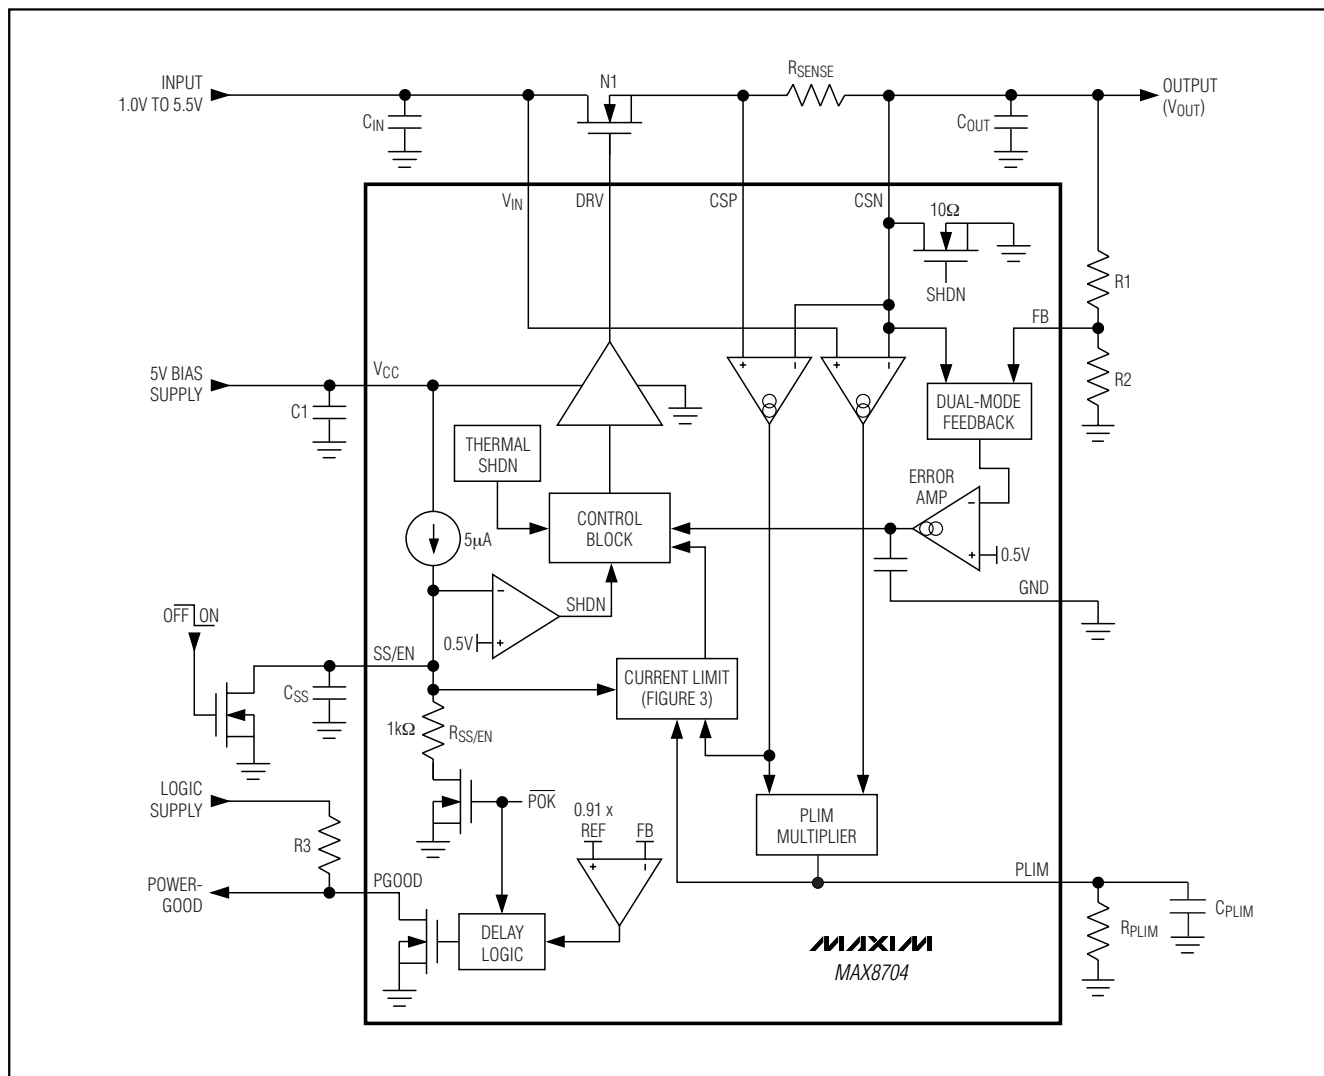 INPUT
1.0V TO 5.5V
N1
RSENSE
OUTPUT
(VOUT)
CIN
COUT
VIN
DRV
CSP
CSN
10Ω
SHDN
R1
FB
5V BIAS
SUPPLY
VCC
C1
R2
DUAL-MODE
FEEDBACK
THERMAL
SHDN
ERROR
AMP
CONTROL
BLOCK
5µA
0.5V
GND
OFF ON
SHDN
0.5V
SS/EN
CSS
CURRENT LIMIT
(FIGURE 3)
1kΩ
RSS/EN
LOGIC
SUPPLY
POK
0.91 x
REF
FB
PLIM
MULTIPLIER
R3
POWER-
GOOD
PGOOD
PLIM
CPLIM
RPLIM
DELAY
LOGIC
MAXIM
MAX8704